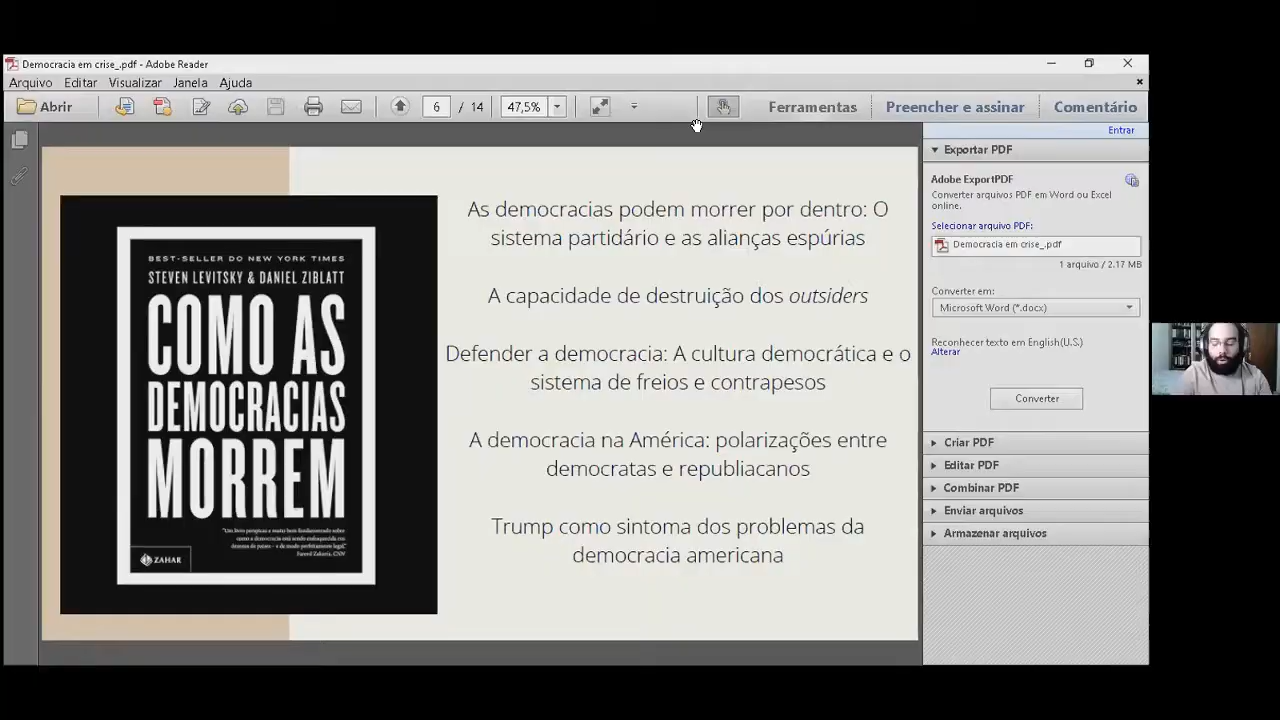 Democracia em crise_.pdf - Adobe Reader
Arquivo Editar Visualizar Janela Ajuda
Abrir 6 / 14 47,5% Ferramentas Preencher e assinar Comentário
Entrar
Exportar PDF
Adobe ExportPDF
Converter arquivos PDF em Word ou Excel
online.
Selecionar arquivo PDF:
Democracia em crise_.pdf
1 arquivo / 2.17 MB
Converter em:
Microsoft Word (*.docx)
Reconhecer texto em English(U.S.)
Alterar
Converter
Criar PDF
Editar PDF
Combinar PDF
Enviar arquivos
Armazenar arquivos
BEST-SELLER DO NEW YORK TIMES
STEVEN LEVITSKY & DANIEL ZIBLATT
COMO AS
DEMOCRACIAS
MORREM
Fareed Zakaria, CNN
ZAHAR
As democracias podem morrer por dentro: O
sistema partidário e as alianças espúrias
A capacidade de destruição dos outsiders
Defender a democracia: A cultura democrática e o
sistema de freios e contrapesos
A democracia na América: polarizações entre
democratas e republiacanos
Trump como sintoma dos problemas da
democracia americana